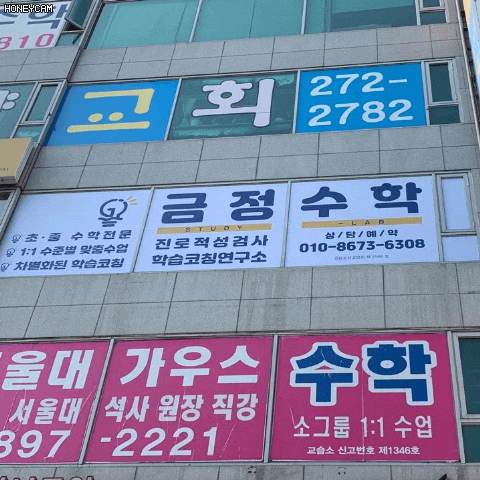 HONEYCAM
수학
810
교회
272-
2782
금정수학
STUDY
-LAB
초·중 수학전문
1:1 수준별 맞춤수업
차별화된 학습코칭
진로적성검사
학습코칭연구소
상/담/예/약
010-8673-6308
서울대 가우스 수학
서울대 석사 원장 직강
소그룹 1:1 수업
897-2221
교습소 신고번호 제1346호